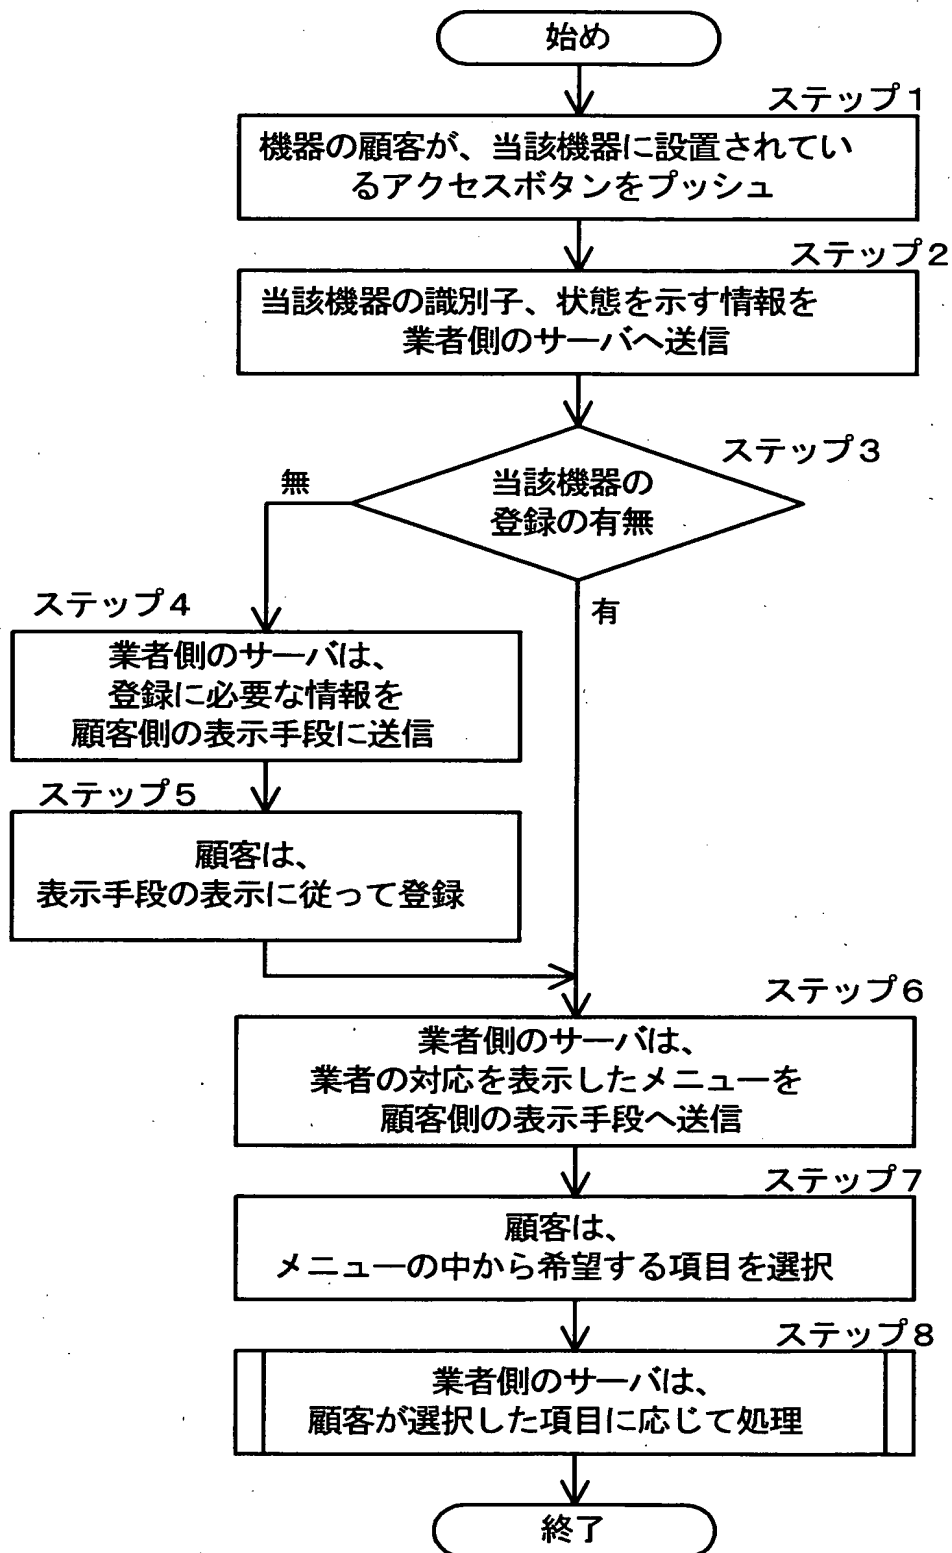 始め
ステップ1
機器の顧客が、当該機器に設置されてい
るアクセスボタンをプッシュ
ステップ2
当該機器の識別子、状態を示す情報を
業者側のサーバへ送信
ステップ3
当該機器の
登録の有無
無
有
ステップ4
業者側のサーバは、
登録に必要な情報を
顧客側の表示手段に送信
ステップ5
顧客は、
表示手段の表示に従って登録
ステップ6
業者側のサーバは、
業者の対応を表示したメニューを
顧客側の表示手段へ送信
ステップ7
顧客は、
メニューの中から希望する項目を選択
ステップ8
業者側のサーバは、
顧客が選択した項目に応じて処理
終了